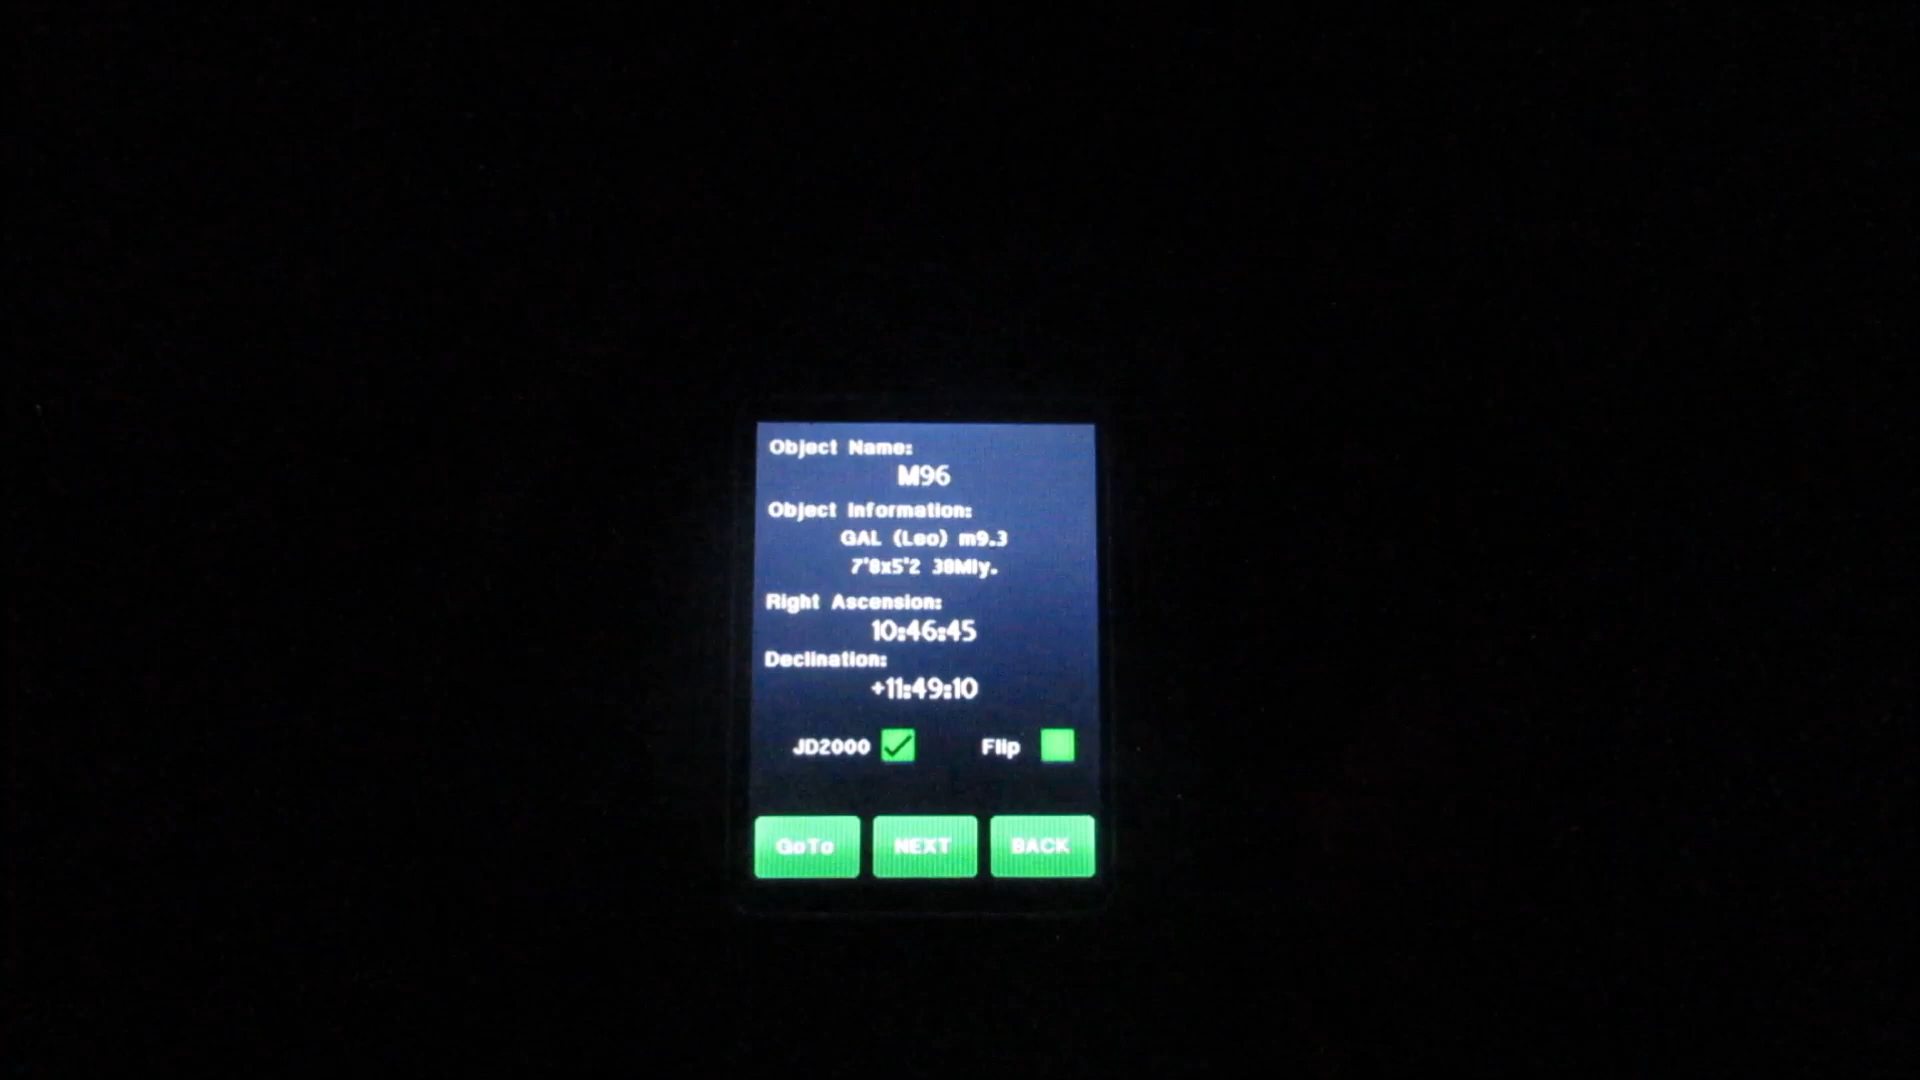 Object Name:
M96
Object Information:
GAL (Leo) m9.3
7'8x5'2 38Mly.
Right Ascension:
10:46:45
Declination:
+11:49:10
JD2000 Flip
GoTo NEXT BACK